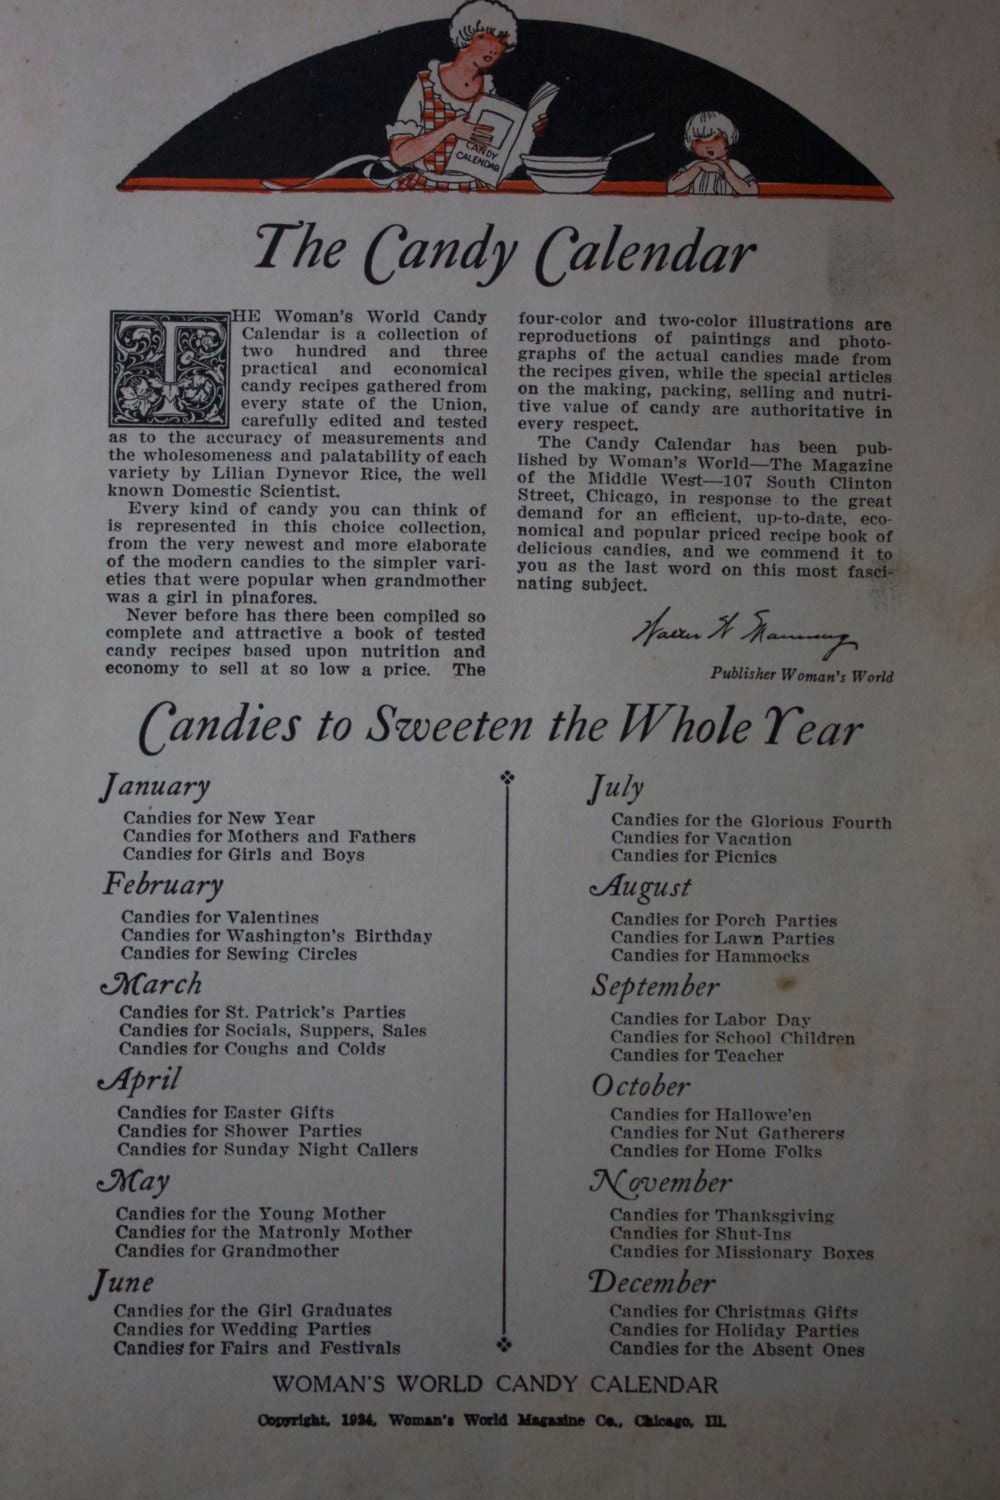 CANDY
CALENDAR
The Candy Calendar
THE Woman's World Candy
Calendar is a collection of
two hundred and three
practical and economical
candy recipes gathered from
every state of the Union,
carefully edited and tested
as to the accuracy of measurements and
the wholesomeness and palatability of each
variety by Lilian Dynevor Rice, the well
known Domestic Scientist.
Every kind of candy you can think of
is represented in this choice collection,
from the very newest and more elaborate
of the modern candies to the simpler vari-
eties that were popular when grandmother
was a girl in pinafores.
Never before has there been compiled so
complete and attractive a book of tested
candy recipes based upon nutrition and
economy to sell at so low a price. The
four-color and two-color illustrations are
reproductions of paintings and photo-
graphs of the actual candies made from
the recipes given, while the special articles
on the making, packing, selling and nutri-
tive value of candy are authoritative in
every respect.
The Candy Calendar has been pub-
lished by Woman's World—The Magazine
of the Middle West—107 South Clinton
Street, Chicago, in response to the great
demand for an efficient, up-to-date, eco-
nomical and popular priced recipe book of
delicious candies, and we commend it to
you as the last word on this most fasci-
nating subject.
Walter W Manning
Publisher Woman's World
Candies to Sweeten the Whole Year
January
Candies for New Year
Candies for Mothers and Fathers
Candies for Girls and Boys
February
Candies for Valentines
Candies for Washington's Birthday
Candies for Sewing Circles
March
Candies for St. Patrick's Parties
Candies for Socials, Suppers, Sales
Candies for Coughs and Colds
April
Candies for Easter Gifts
Candies for Shower Parties
Candies for Sunday Night Callers
May
Candies for the Young Mother
Candies for the Matronly Mother
Candies for Grandmother
June
Candies for the Girl Graduates
Candies for Wedding Parties
Candies for Fairs and Festivals
July
Candies for the Glorious Fourth
Candies for Vacation
Candies for Picnics
August
Candies for Porch Parties
Candies for Lawn Parties
Candies for Hammocks
September
Candies for Labor Day
Candies for School Children
Candies for Teacher
October
Candies for Hallowe'en
Candies for Nut Gatherers
Candies for Home Folks
November
Candies for Thanksgiving
Candies for Shut-Ins
Candies for Missionary Boxes
December
Candies for Christmas Gifts
Candies for Holiday Parties
Candies for the Absent Ones
WOMAN'S WORLD CANDY CALENDAR
Copyright, 1924, Woman's World Magazine Co., Chicago, Ill.